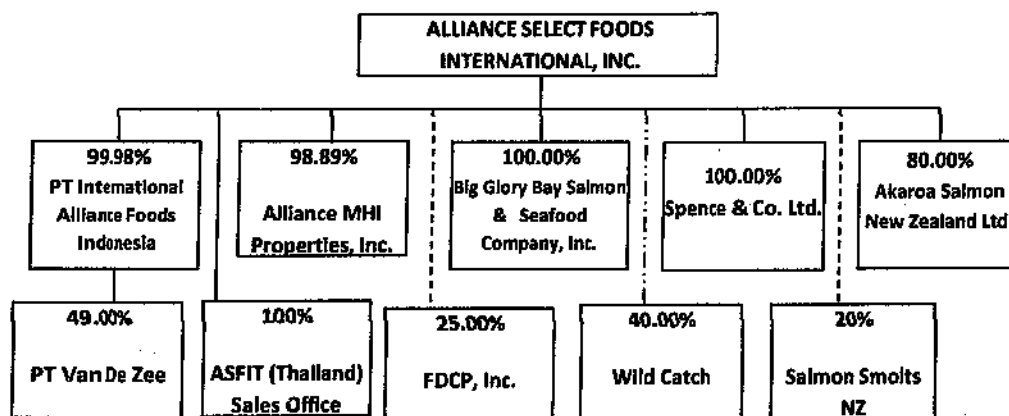 ALLIANCE SELECT FOODS
INTERNATIONAL, INC.
99.98%
PT International
Alliance Foods
Indonesia
98.89%
Alliance MHI
Properties, Inc.
100.00%
Big Glory Bay Salmon
& Seafood
Company, Inc.
100.00%
Spence & Co. Ltd.
80.00%
Akaroa Salmon
New Zealand Ltd
49.00%
PT Van De Zee
100%
ASFIT (Thailand)
Sales Office
25.00%
FDCP, Inc.
40.00%
Wild Catch
20%
Salmon Smolts
NZ